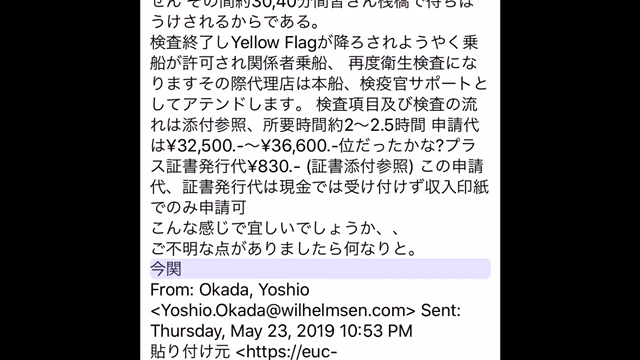 せん その間約30,40分間皆さん桟橋で待ちぼ
うけされるからである。
検査終了しYellow Flagが降ろされようやく乗
船が許可され関係者乗船、 再度衛生検査にな
りますその際代理店は本船、検疫官サポートと
してアテンドします。 検査項目及び検査の流
れは添付参照、所要時間約2〜2.5時間 申請代
は¥32,500.-〜¥36,600.-位だったかな?プラ
ス証書発行代¥830.- (証書添付参照) この申請
代、証書発行代は現金では受け付けず収入印紙
でのみ申請可
こんな感じで宜しいでしょうか、、
ご不明な点がありましたら何なりと。
今関
From: Okada, Yoshio
<Yoshio.Okada@wilhelmsen.com> Sent:
Thursday, May 23, 2019 10:53 PM
貼り付け元 <https://euc-